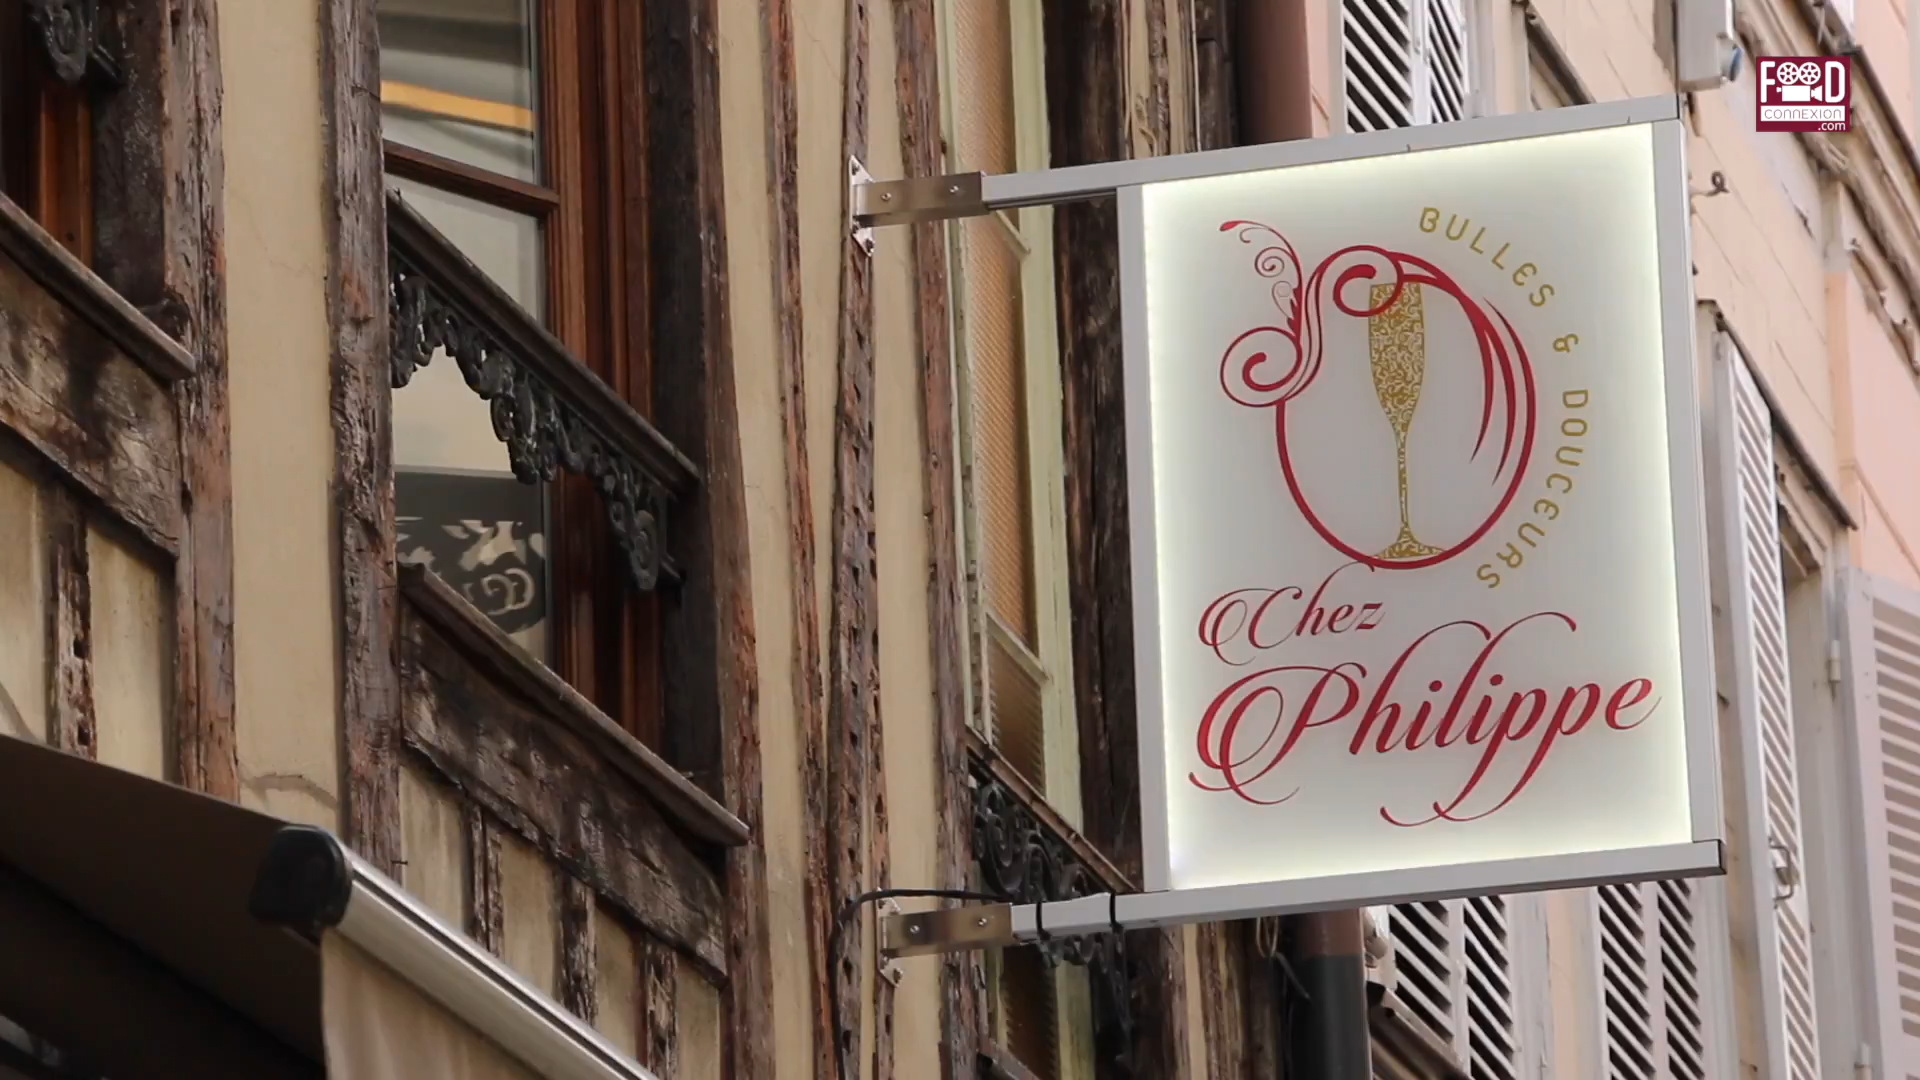 FOOD
CONNEXION
.com
BULLES & DOUCEURS
Chez
Philippe